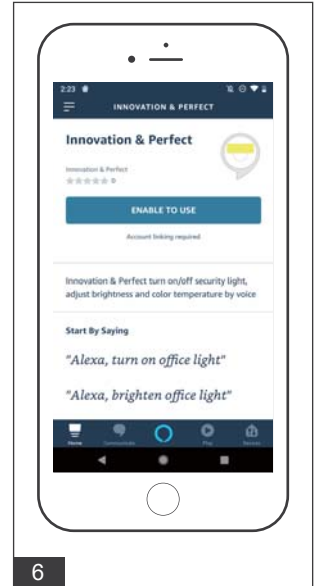 2:23
INNOVATION & PERFECT
Innovation & Perfect
Innovation & Perfect
0
ENABLE TO USE
Account linking required
Innovation & Perfect turn on/off security light,
adjust brightness and color temperature by voice
Start By Saying
"Alexa, turn on office light"
"Alexa, brighten office light"
Home Communicate Play Devices
6